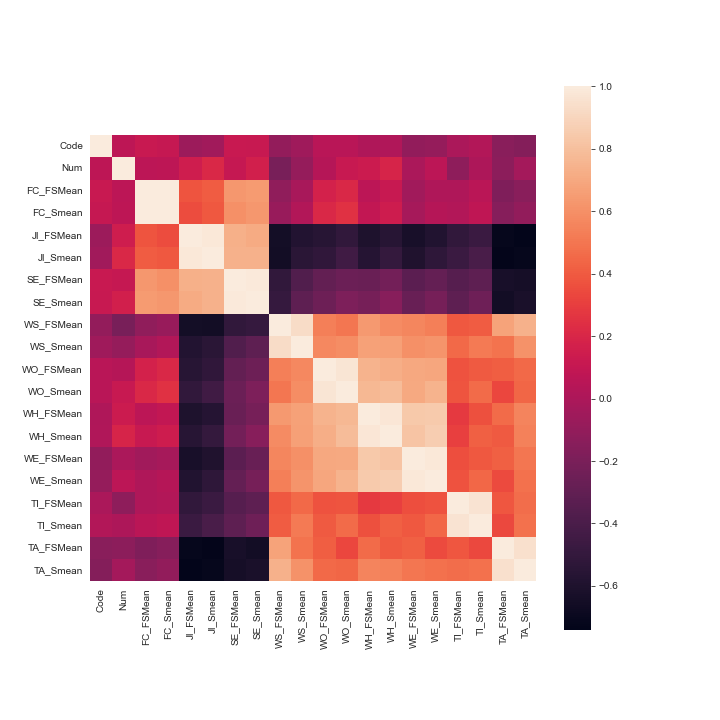 Code
Num
FC_FSMean
FC_Smean
JI_FSMean
JI_Smean
SE_FSMean
SE_Smean
WS_FSMean
WS_Smean
WO_FSMean
WO_Smean
WH_FSMean
WH_Smean
WE_FSMean
WE_Smean
TI_FSMean
TI_Smean
TA_FSMean
TA_Smean
Code
Num
FC_FSMean
FC_Smean
JI_FSMean
JI_Smean
SE_FSMean
SE_Smean
WS_FSMean
WS_Smean
WO_FSMean
WO_Smean
WH_FSMean
WH_Smean
WE_FSMean
WE_Smean
TI_FSMean
TI_Smean
TA_FSMean
TA_Smean
1.0
0.8
0.6
0.4
0.2
0.0
−0.2
−0.4
−0.6